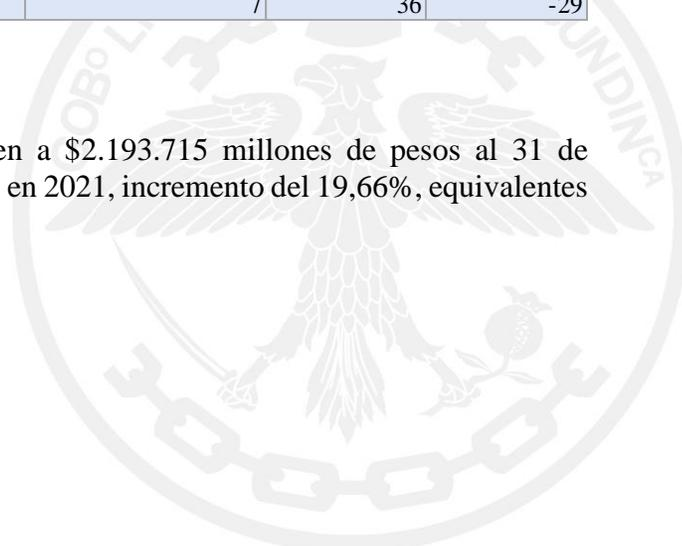 7 36 -29
en a $2.193.715 millones de pesos al 31 de
en 2021, incremento del 19,66%, equivalentes